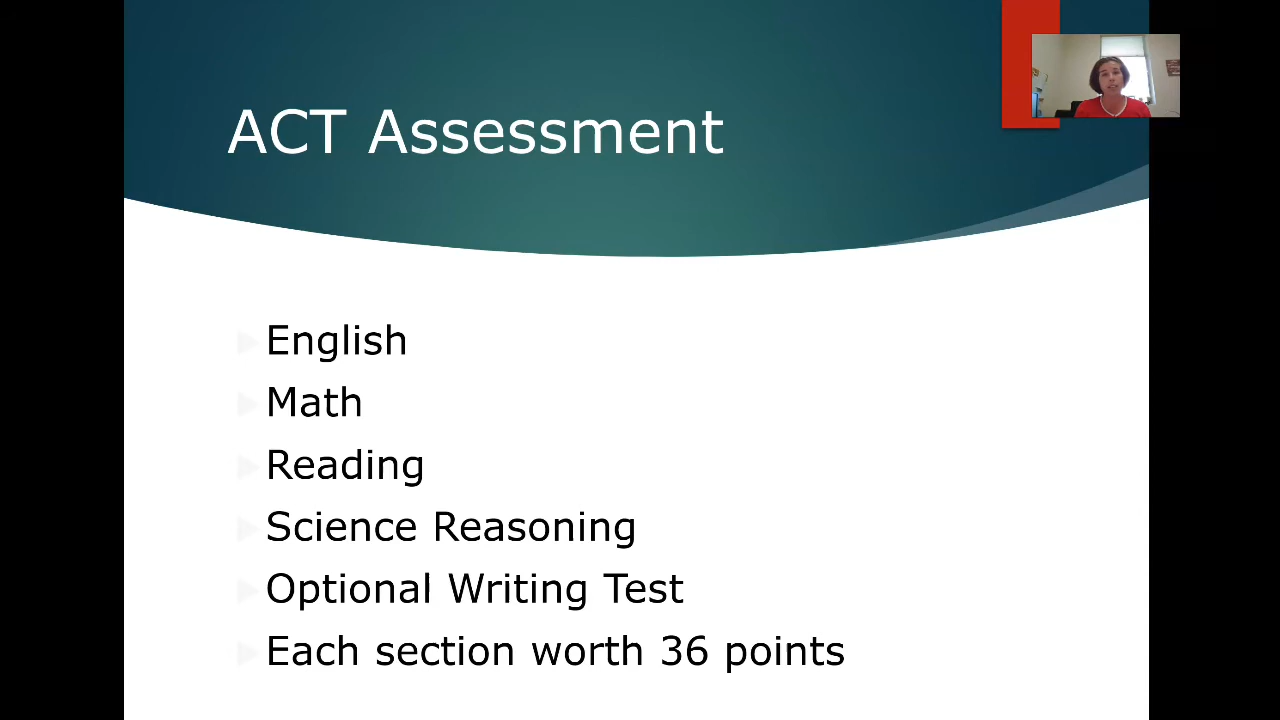 ACT Assessment
English
Math
Reading
Science Reasoning
Optional Writing Test
Each section worth 36 points